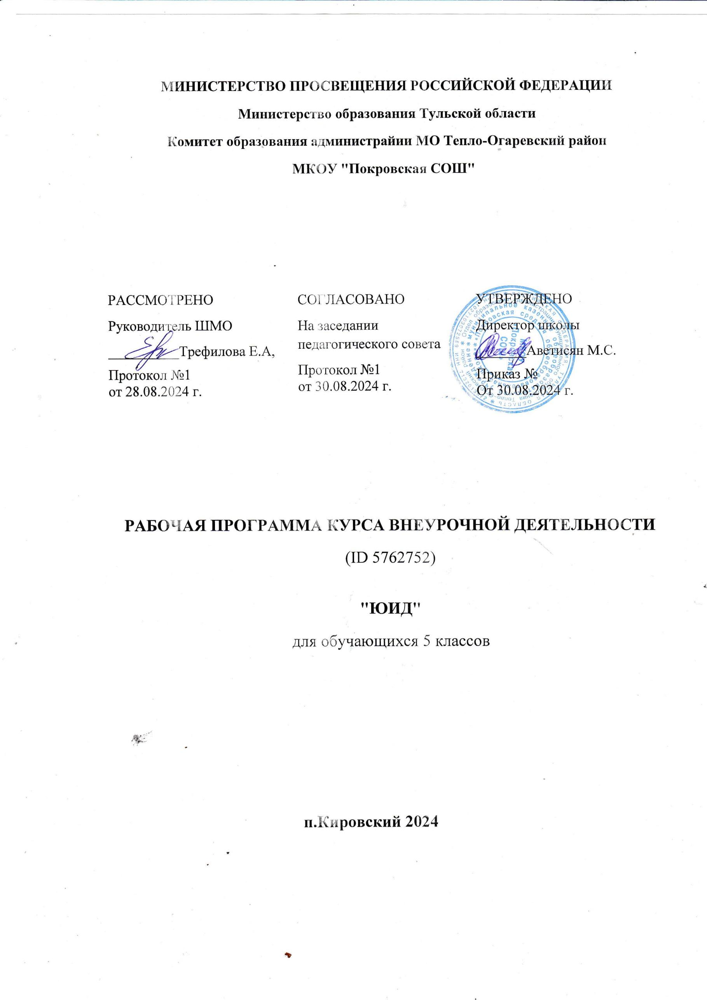 МИНИСТЕРСТВО ПРОСВЕЩЕНИЯ РОССИЙСКОЙ ФЕДЕРАЦИИ
Министерство образования Тульской области
Комитет образования администрайии МО Тепло-Огаревский район
МКОУ "Покровская СОШ"
РАССМОТРЕНО
Руководитель ШМО
Трефилова Е.А,
Протокол №1
от 28.08.2024 г.
СОГЛАСОВАНО
На заседании
педагогического совета
Протокол №1
от 30.08.2024 г.
УТВЕРЖДЕНО
Директор школы
Аветисян М.С.
Приказ №
От 30.08.2024 г.
РАБОЧАЯ ПРОГРАММА КУРСА ВНЕУРОЧНОЙ ДЕЯТЕЛЬНОСТИ
(ID 5762752)
"ЮИД"
для обучающихся 5 классов
п.Кировский 2024